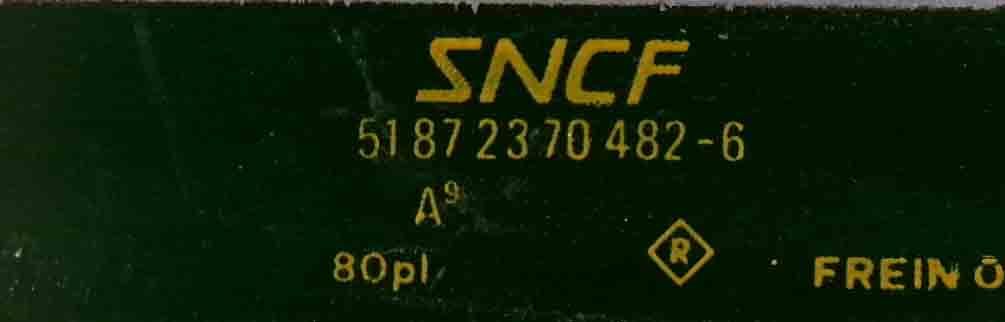 SNCF
51 87 23 70 482-6
A⁹
80pl.
R
FREIN O